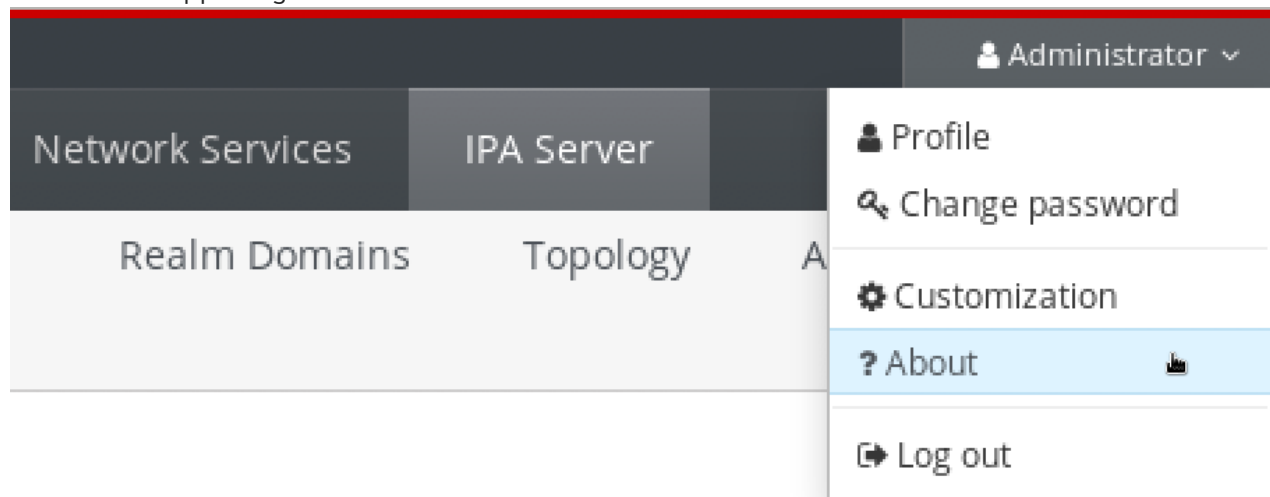 Administrator
Network Services
IPA Server
Profile
Change password
Realm Domains
Topology
A
Customization
? About
Log out